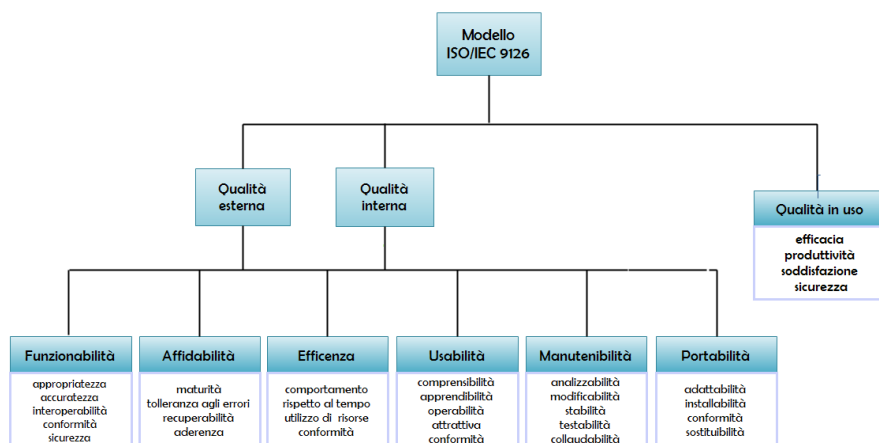 Modello
ISO/IEC 9126
Qualità
esterna
Qualità
interna
Qualità in uso
efficacia
produttività
soddisfazione
sicurezza
Funzionabilità
appropriatezza
accuratezza
interoperabilità
conformità
sicurezza
Affidabilità
maturità
tolleranza agli errori
recuperabilità
aderenza
Efficenza
comportamento
rispetto al tempo
utilizzo di risorse
conformità
Usabilità
comprensibilità
apprendibilità
operabilità
attrattiva
conformità
Manutenibilità
analizzabilità
modificabilità
stabilità
testabilità
collaudabilità
Portabilità
adattabilità
installabilità
conformità
sostituibilità